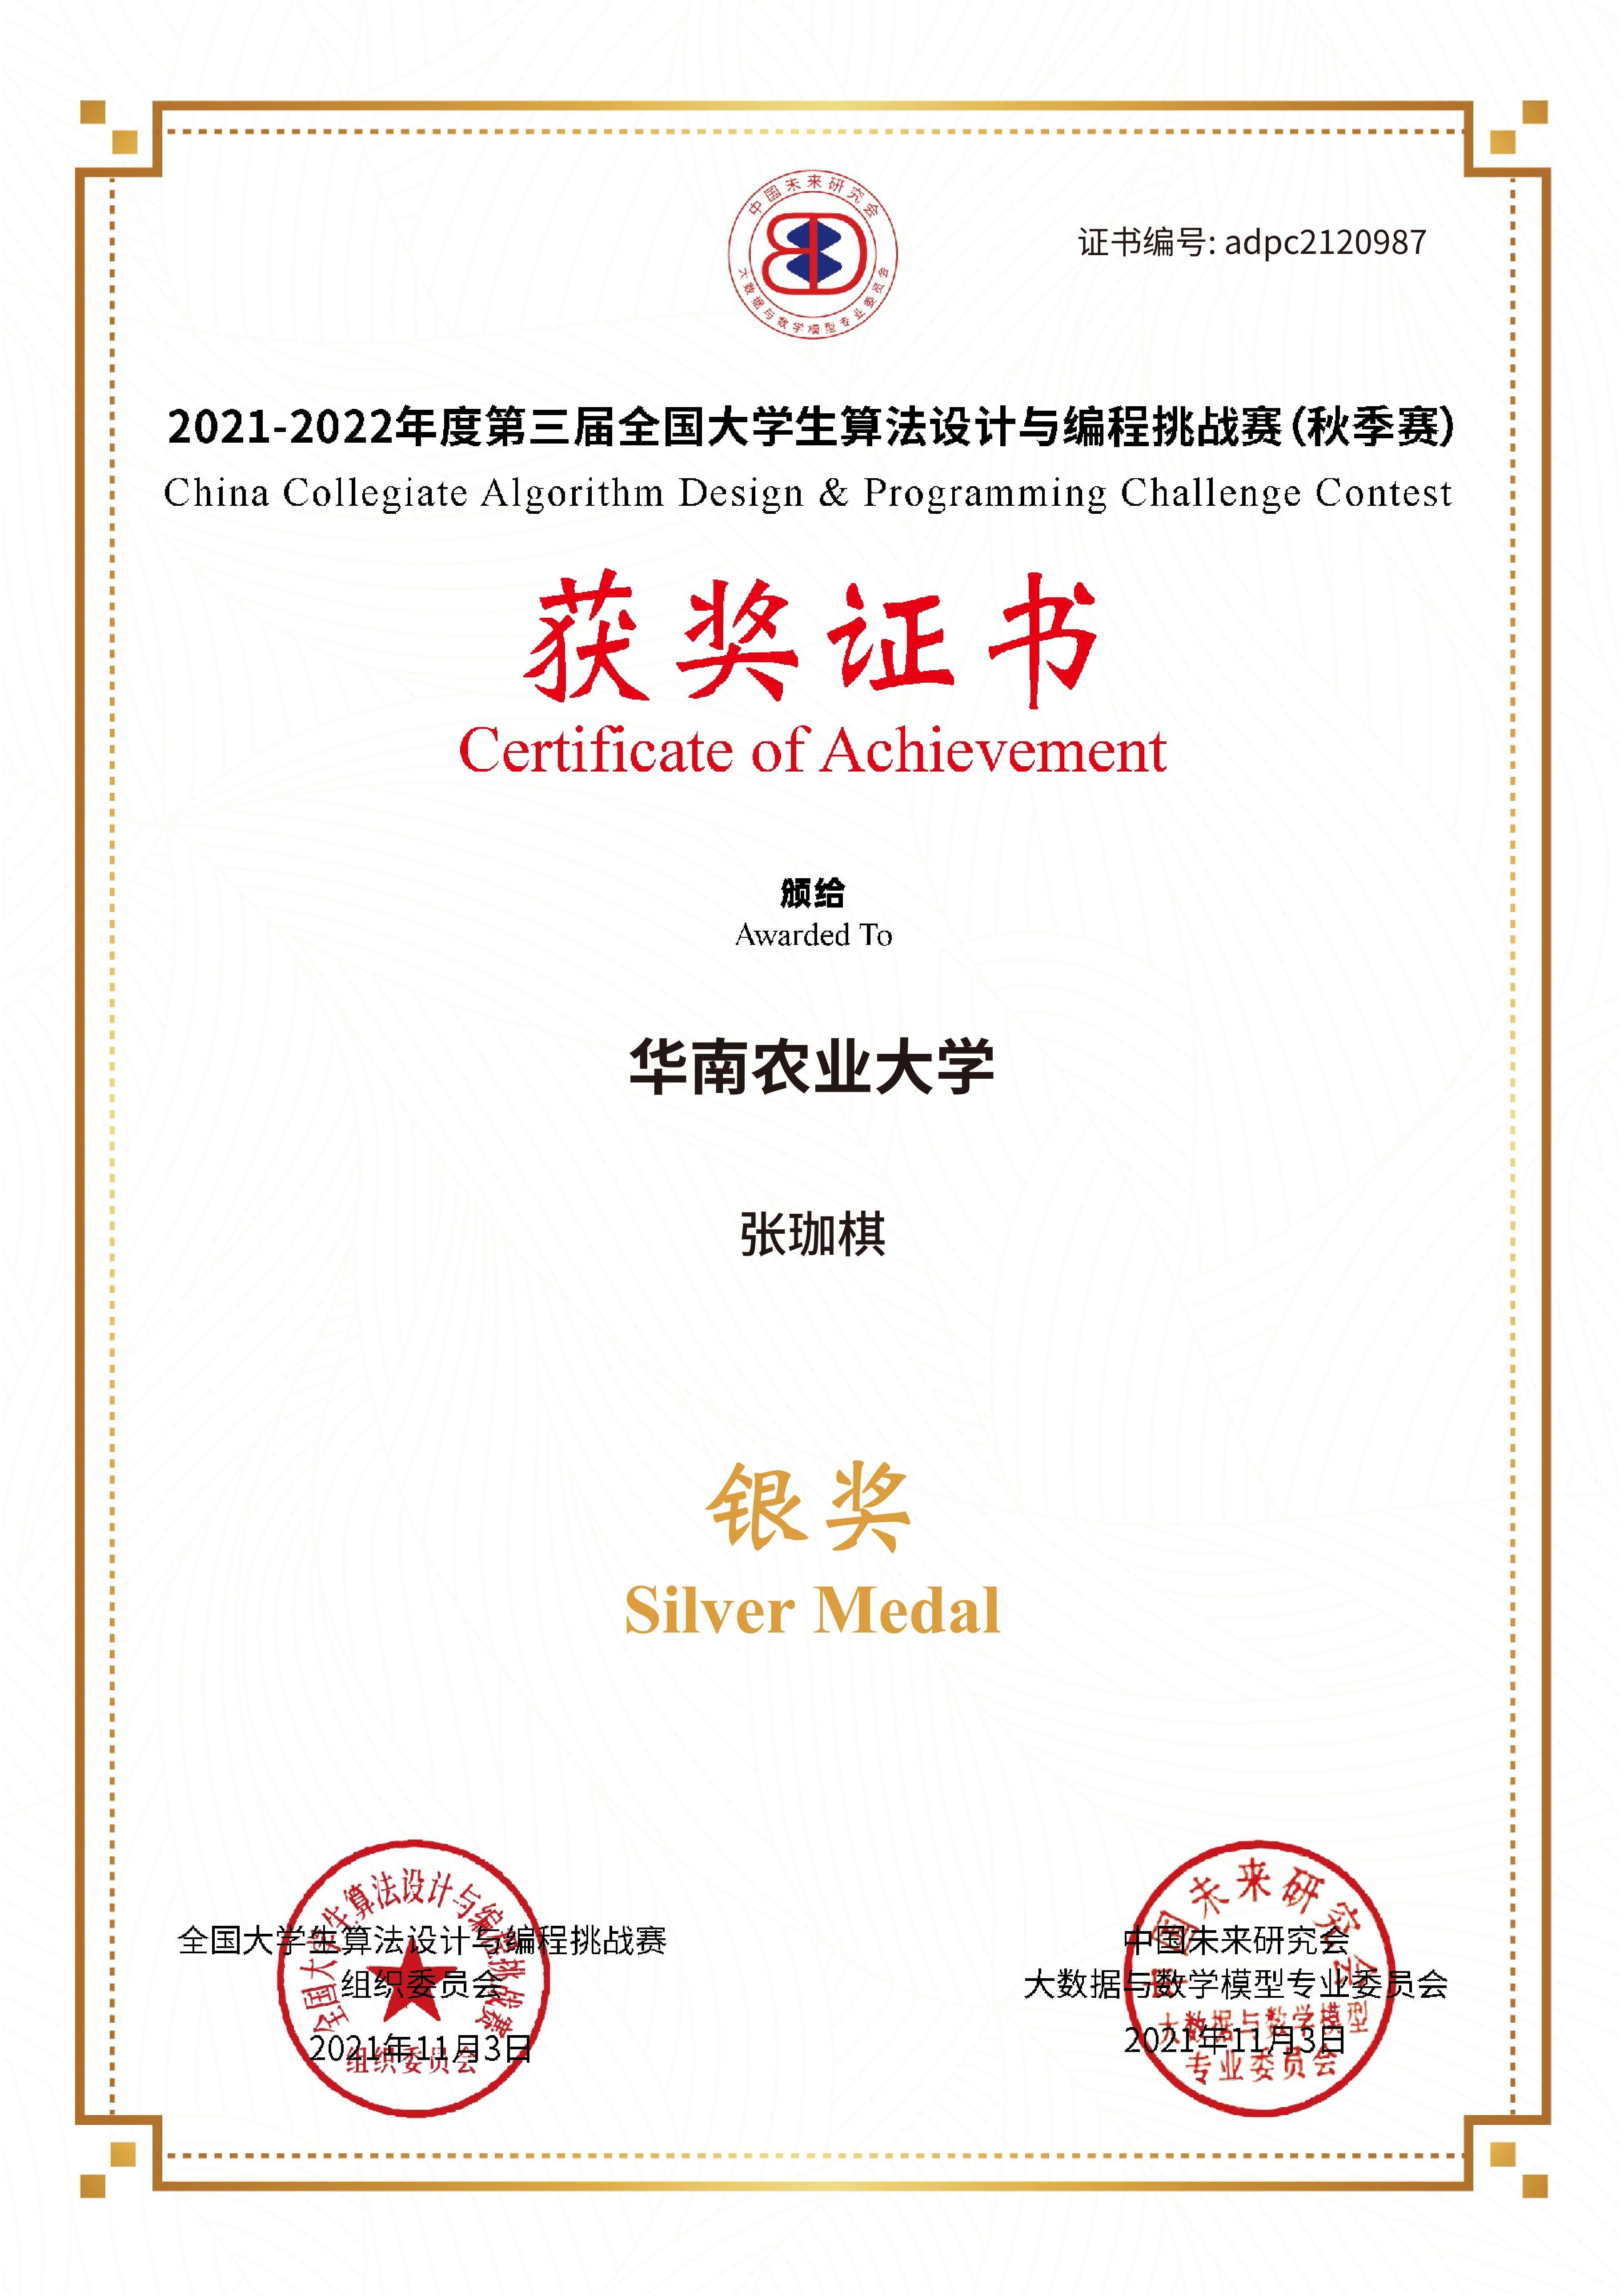 中国未来研究会
大数据与数学模型专业委员会
证书编号: adpc2120987
2021-2022年度第三届全国大学生算法设计与编程挑战赛（秋季赛）
China Collegiate Algorithm Design & Programming Challenge Contest
获奖证书
Certificate of Achievement
颁给
Awarded To
华南农业大学
张珈棋
银奖
Silver Medal
全国大学生算法设计与编程挑战赛
组织委员会
2021年11月3日
全国大学生算法设计与编程挑战赛
组织委员会
中国未来研究会
大数据与数学模型专业委员会
2021年11月3日
中国未来研究会
大数据与数学模型
专业委员会